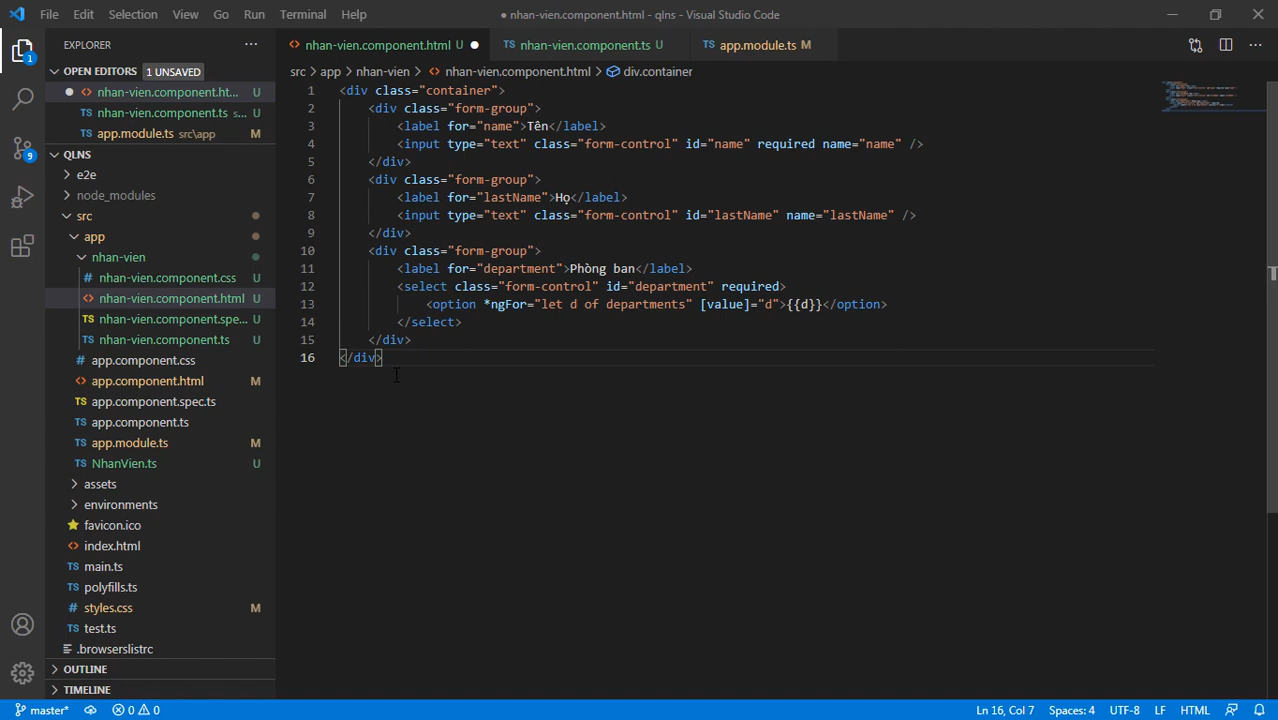 File Edit Selection View Go Run Terminal Help
● nhan-vien.component.html - qlns - Visual Studio Code
EXPLORER
nhan-vien.component.html U
nhan-vien.component.ts U
app.module.ts M
OPEN EDITORS 1 UNSAVED
nhan-vien.component.ht... U
nhan-vien.component.ts s... U
app.module.ts src\app M
QLNS
e2e
node_modules
src
app
nhan-vien
nhan-vien.component.css U
nhan-vien.component.html U
nhan-vien.component.spe... U
nhan-vien.component.ts U
app.component.css
app.component.html M
app.component.spec.ts
app.component.ts
app.module.ts M
NhanVien.ts U
assets
environments
favicon.ico
index.html
main.ts
polyfills.ts
styles.css M
test.ts
.browserslistrc
OUTLINE
TIMELINE
src > app > nhan-vien > nhan-vien.component.html > div.container
1 <div class="container">
2 <div class="form-group">
3 <label for="name">Tên</label>
4 <input type="text" class="form-control" id="name" required name="name" />
5 </div>
6 <div class="form-group">
7 <label for="lastName">Họ</label>
8 <input type="text" class="form-control" id="lastName" name="lastName" />
9 </div>
10 <div class="form-group">
11 <label for="department">Phòng ban</label>
12 <select class="form-control" id="department" required>
13 <option *ngFor="let d of departments" [value]="d">{{d}}</option>
14 </select>
15 </div>
16 </div>
1
9
master* 0 0
Ln 16, Col 7 Spaces: 4 UTF-8 LF HTML